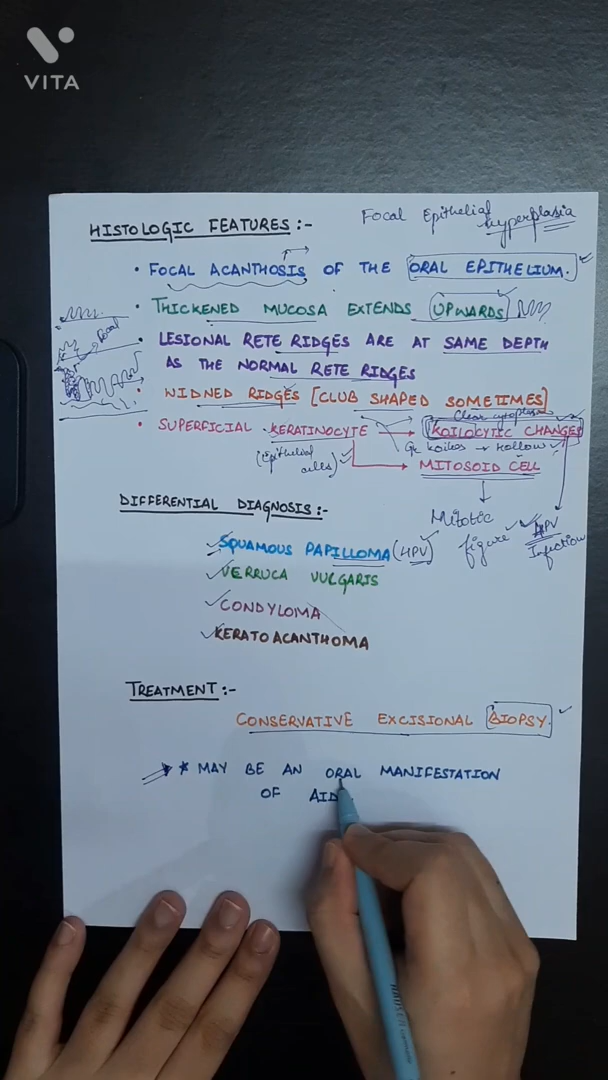 VITA
Focal Epithelial hyperplasia
HISTOLOGIC FEATURES :-
• FOCAL ACANTHOSIS OF THE ORAL EPITHELIUM.
• THICKENED MUCOSA EXTENDS UPWARDS
• LESIONAL RETE RIDGES ARE AT SAME DEPTH
AS THE NORMAL RETE RIDGES
• WIDNED RIDGES [CLUB SHAPED SOMETIMES]
Clear cytoplasm
• SUPERFICIAL KERATINOCYTE → KOILOCYTIC CHANGES
(Epithelial cells)
Gk koilos → Hollow
→ MITOSOID CELL
Mitotic figure
HPV Infection
DIFFERENTIAL DIAGNOSIS :-
SQUAMOUS PAPILLOMA (HPV)
VERRUCA VULGARIS
CONDYLOMA
KERATOACANTHOMA
TREATMENT :-
CONSERVATIVE EXCISIONAL BIOPSY.
* MAY BE AN ORAL MANIFESTATION
OF AID